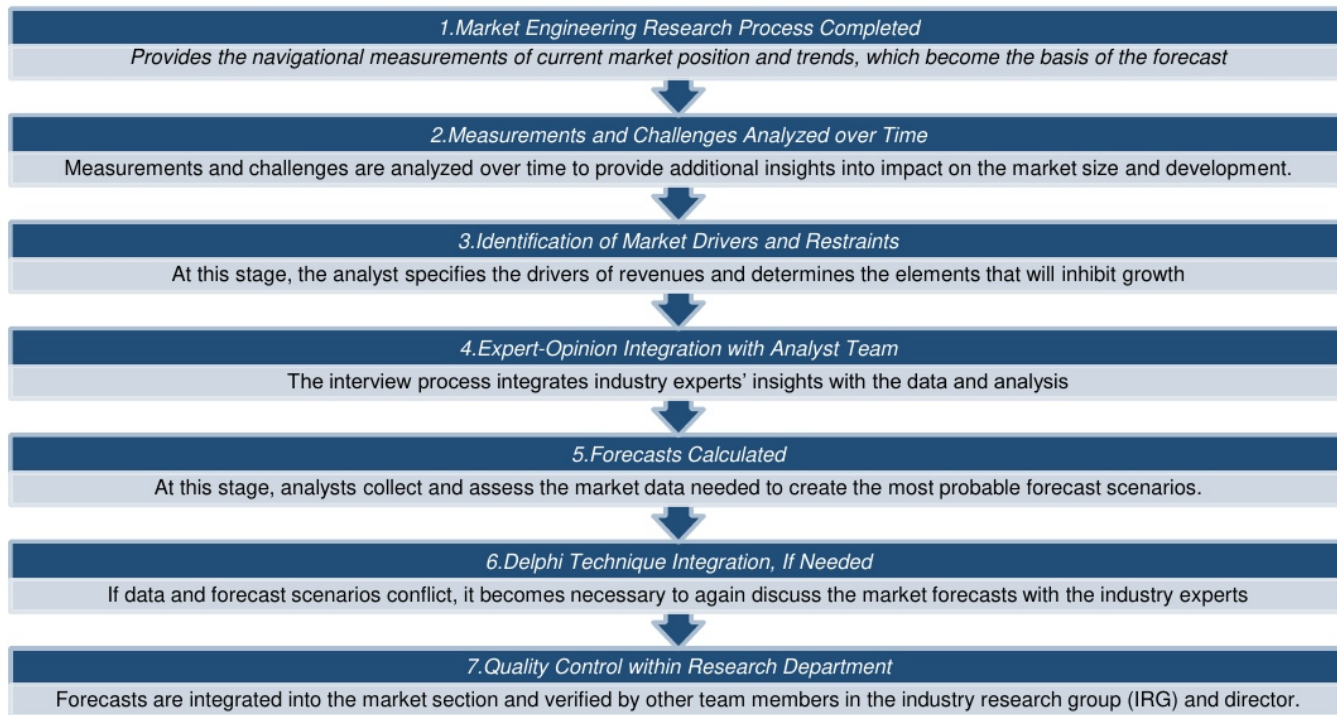 1.Market Engineering Research Process Completed
Provides the navigational measurements of current market position and trends, which become the basis of the forecast
2.Measurements and Challenges Analyzed over Time
Measurements and challenges are analyzed over time to provide additional insights into impact on the market size and development.
3.Identification of Market Drivers and Restraints
At this stage, the analyst specifies the drivers of revenues and determines the elements that will inhibit growth
4.Expert-Opinion Integration with Analyst Team
The interview process integrates industry experts’ insights with the data and analysis
5.Forecasts Calculated
At this stage, analysts collect and assess the market data needed to create the most probable forecast scenarios.
6.Delphi Technique Integration, If Needed
If data and forecast scenarios conflict, it becomes necessary to again discuss the market forecasts with the industry experts
7.Quality Control within Research Department
Forecasts are integrated into the market section and verified by other team members in the industry research group (IRG) and director.